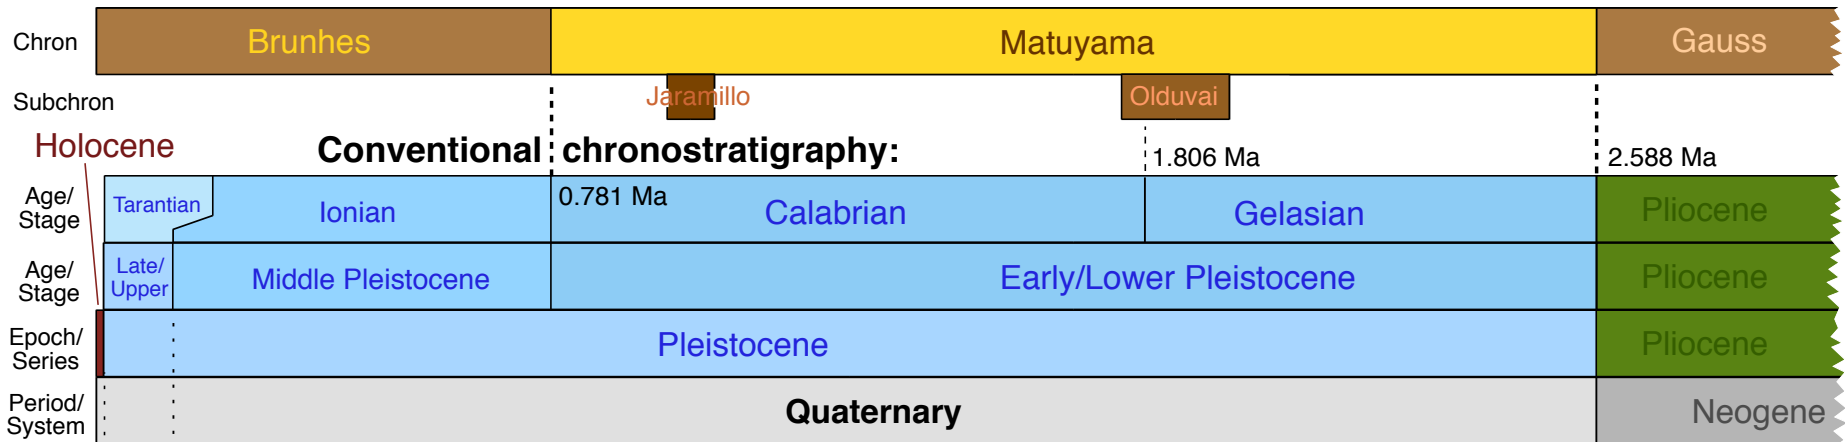 Chron
Brunhes
Matuyama
Gauss
Subchron
Jaramillo
Olduvai
Holocene
Conventional chronostratigraphy:
1.806 Ma
2.588 Ma
Age/
Stage
Tarantian
Ionian
0.781 Ma
Calabrian
Gelasian
Pliocene
Age/
Stage
Late/
Upper
Middle Pleistocene
Early/Lower Pleistocene
Pliocene
Epoch/
Series
Pleistocene
Pliocene
Period/
System
Quaternary
Neogene